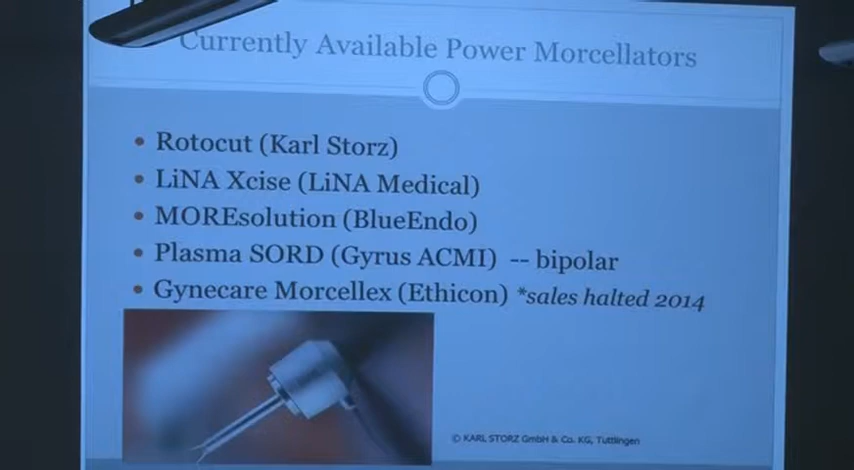 Currently Available Power Morcellators
• Rotocut (Karl Storz)
• LiNA Xcise (LiNA Medical)
• MOREsolution (BlueEndo)
• Plasma SORD (Gyrus ACMI) -- bipolar
• Gynecare Morcellex (Ethicon) *sales halted 2014
© KARL STORZ GmbH & Co. KG, Tuttlingen